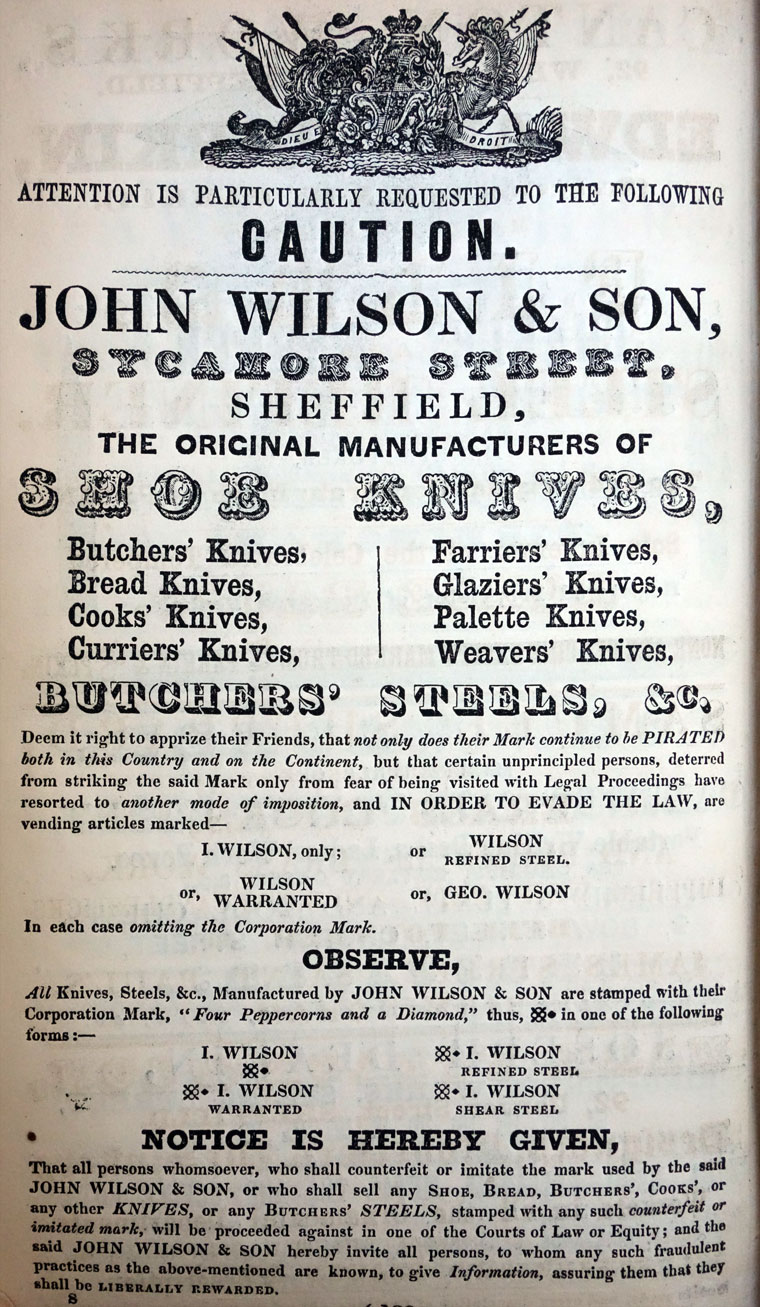 DIEU E DROIT
ATTENTION IS PARTICULARLY REQUESTED TO THE FOLLOWING
CAUTION.
JOHN WILSON & SON,
SYCAMORE STREET,
SHEFFIELD,
THE ORIGINAL MANUFACTURERS OF
SHOE KNIVES,
Butchers' Knives,
Bread Knives,
Cooks' Knives,
Curriers' Knives,
Farriers' Knives,
Glaziers' Knives,
Palette Knives,
Weavers' Knives,
BUTCHERS' STEELS, &c.
Deem it right to apprize their Friends, that not only does their Mark continue to be PIRATED
both in this Country and on the Continent, but that certain unprincipled persons, deterred
from striking the said Mark only from fear of being visited with Legal Proceedings have
resorted to another mode of imposition, and IN ORDER TO EVADE THE LAW, are
vending articles marked—
I. WILSON, only; or WILSON
REFINED STEEL.
or, WILSON
WARRANTED or, GEO. WILSON
In each case omitting the Corporation Mark.
OBSERVE,
All Knives, Steels, &c., Manufactured by JOHN WILSON & SON are stamped with their
Corporation Mark, "Four Peppercorns and a Diamond," thus, in one of the following
forms:—
I. WILSON
I. WILSON
REFINED STEEL
I. WILSON
WARRANTED
I. WILSON
SHEAR STEEL
NOTICE IS HEREBY GIVEN,
That all persons whomsoever, who shall counterfeit or imitate the mark used by the said
JOHN WILSON & SON, or who shall sell any SHOE, BREAD, BUTCHERS', COOKS', or
any other KNIVES, or any BUTCHERS' STEELS, stamped with any such counterfeit or
imitated mark, will be proceeded against in one of the Courts of Law or Equity; and the
said JOHN WILSON & SON hereby invite all persons, to whom any such fraudulent
practices as the above-mentioned are known, to give Information, assuring them that they
shall be LIBERALLY REWARDED.
8